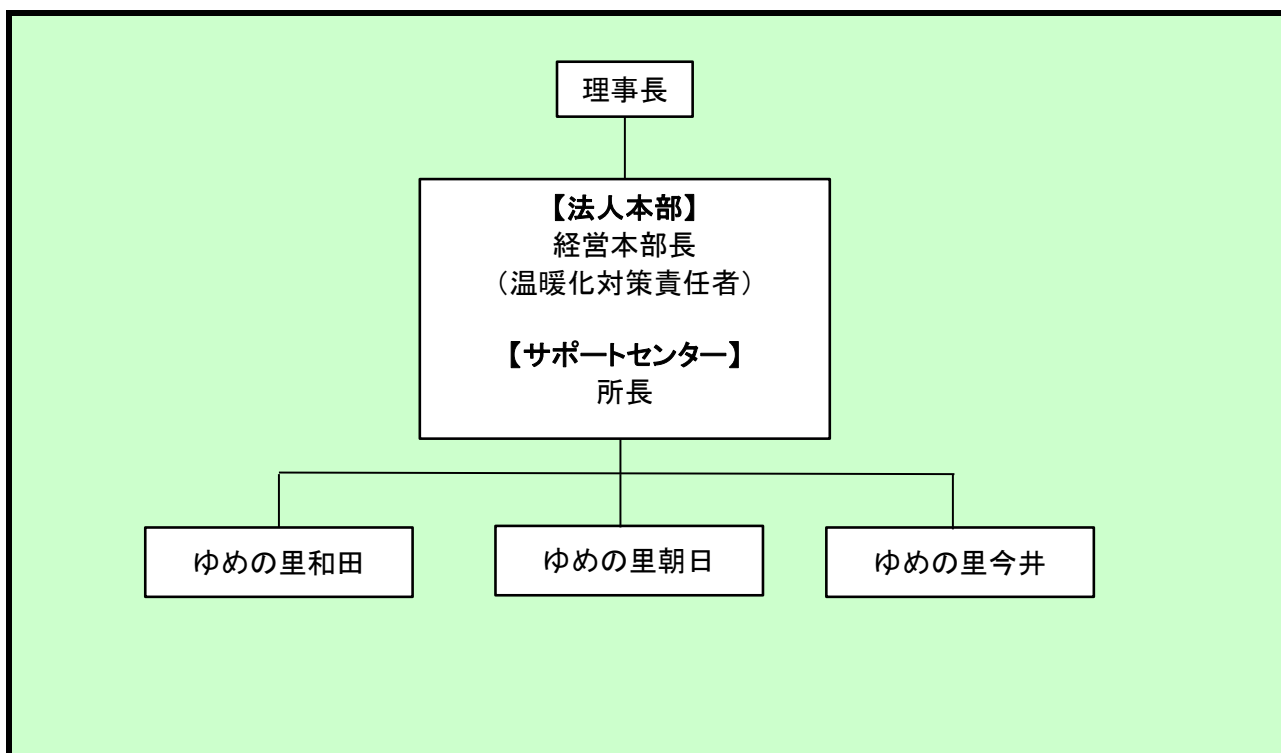 理事長
【法人本部】
経営本部長
（温暖化対策責任者）
【サポートセンター】
所長
ゆめの里和田
ゆめの里朝日
ゆめの里今井